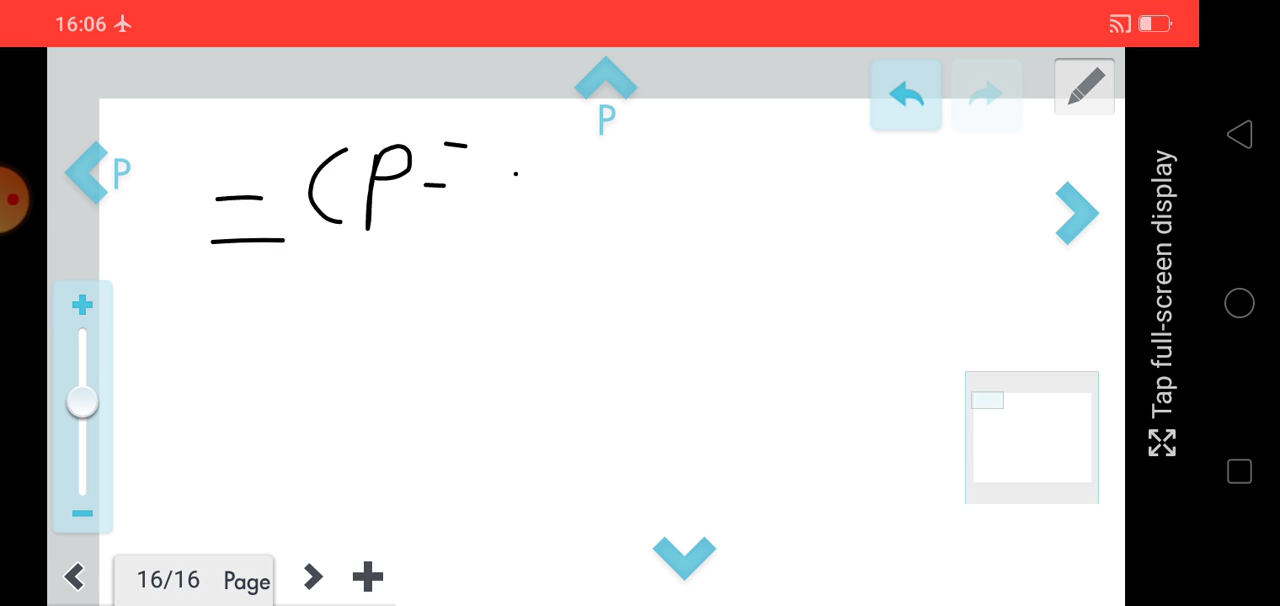 16:06
P
P
= (P= .
Tap full-screen display
16/16 Page